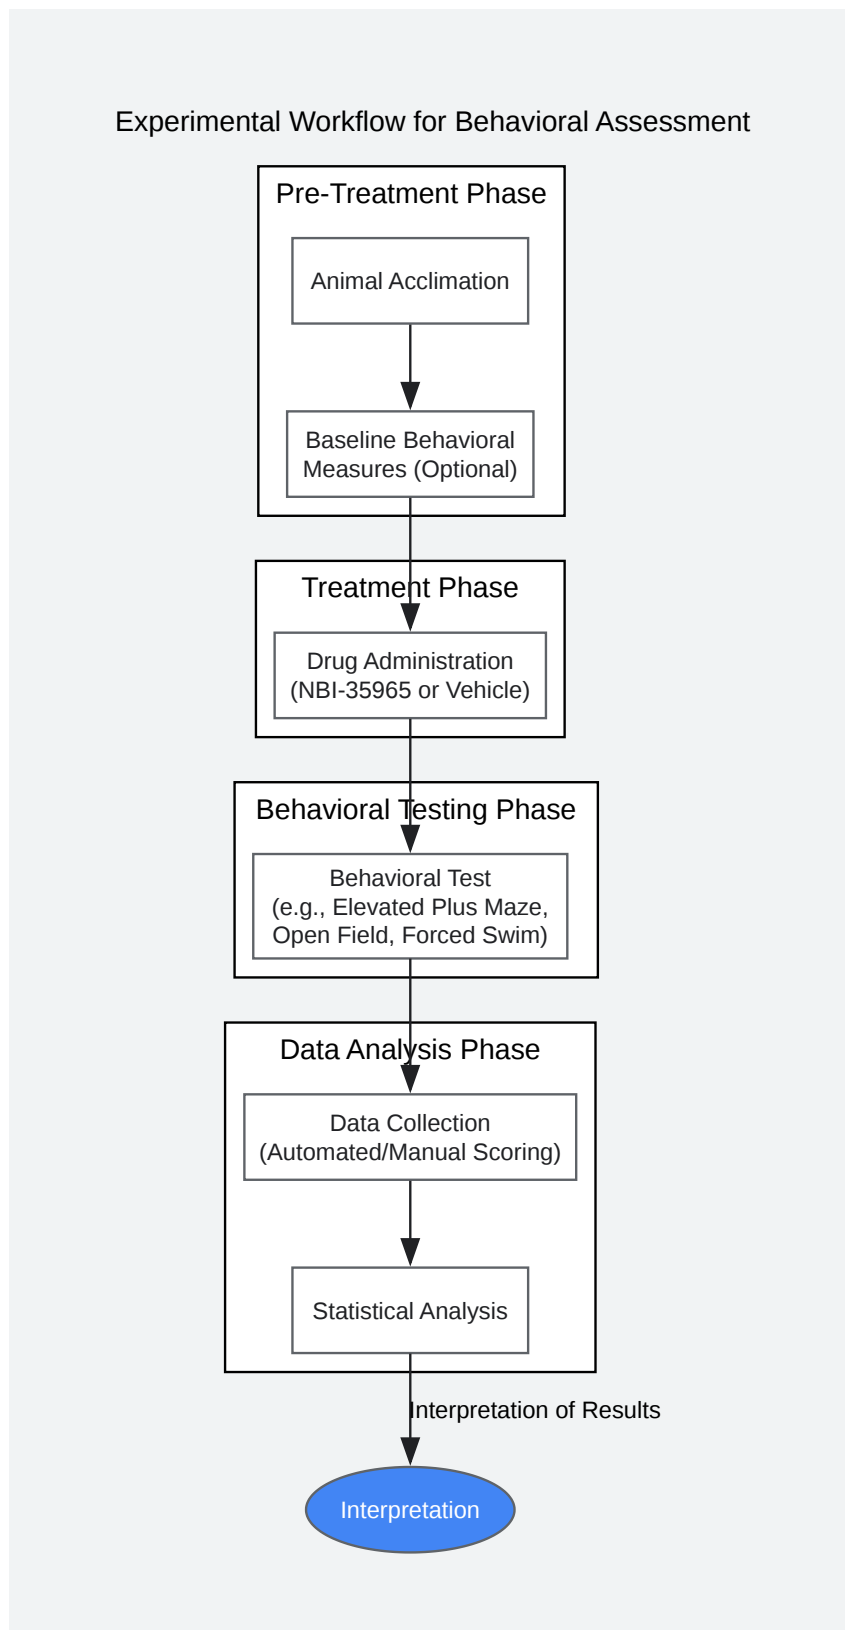 Experimental Workflow for Behavioral Assessment
Pre-Treatment Phase
Animal Acclimation
Baseline Behavioral
Measures (Optional)
Treatment Phase
Drug Administration
(NBI-35965 or Vehicle)
Behavioral Testing Phase
Behavioral Test
(e.g., Elevated Plus Maze,
Open Field, Forced Swim)
Data Analysis Phase
Data Collection
(Automated/Manual Scoring)
Statistical Analysis
Interpretation of Results
Interpretation